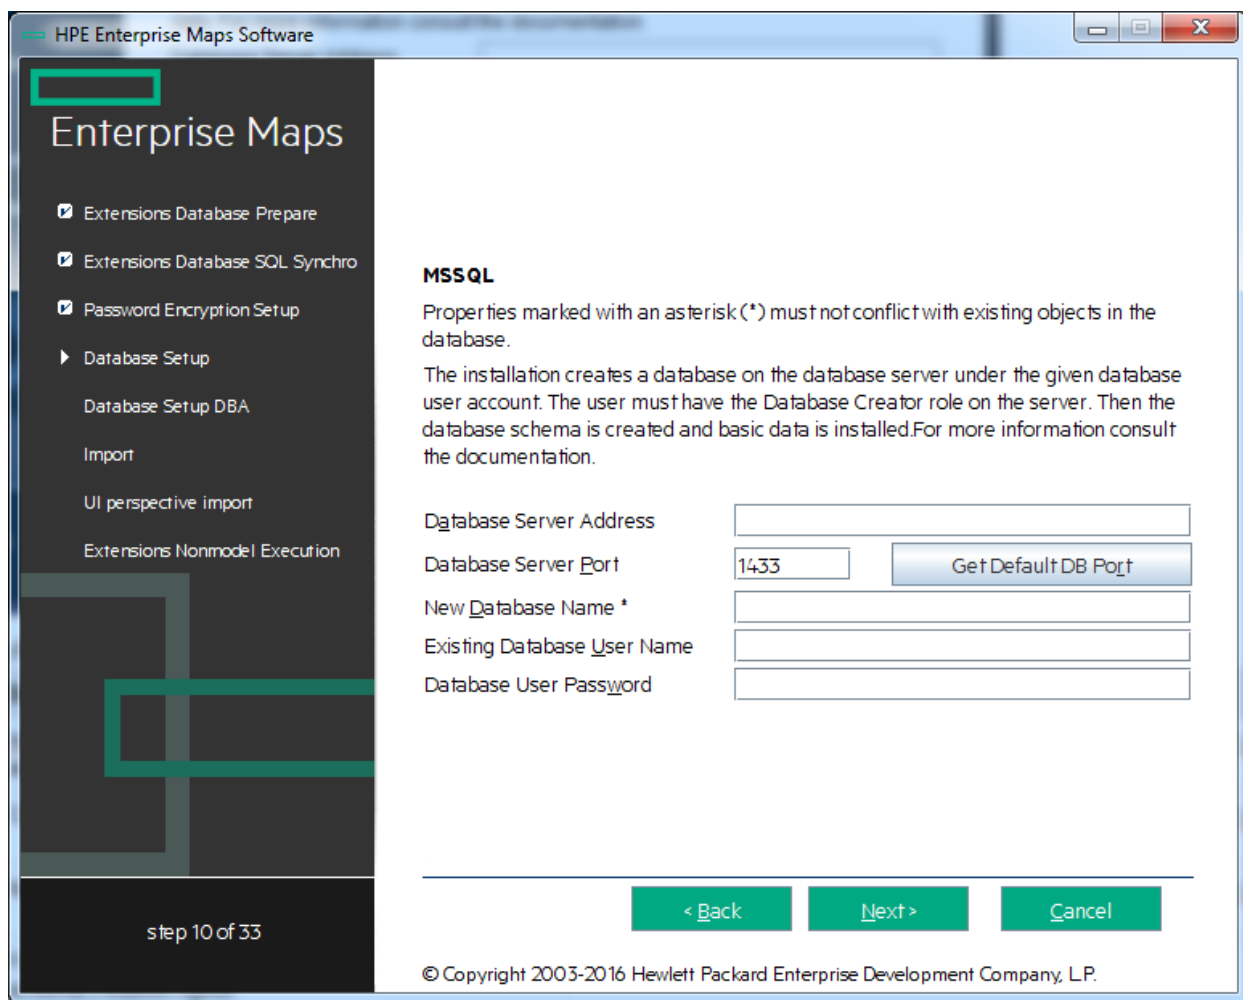 information consult the documentation.
HPE Enterprise Maps Software
Enterprise Maps
Extensions Database Prepare
Extensions Database SQL Synchro
Password Encryption Setup
Database Setup
Database Setup DBA
Import
UI perspective import
Extensions Nonmodel Execution
step 10 of 33
MSSQL
Properties marked with an asterisk (*) must not conflict with existing objects in the
database.
The installation creates a database on the database server under the given database
user account. The user must have the Database Creator role on the server. Then the
database schema is created and basic data is installed.For more information consult
the documentation.
Database Server Address
Database Server Port 1433 Get Default DB Port
New Database Name *
Existing Database User Name
Database User Password
< Back Next > Cancel
© Copyright 2003-2016 Hewlett Packard Enterprise Development Company, L.P.